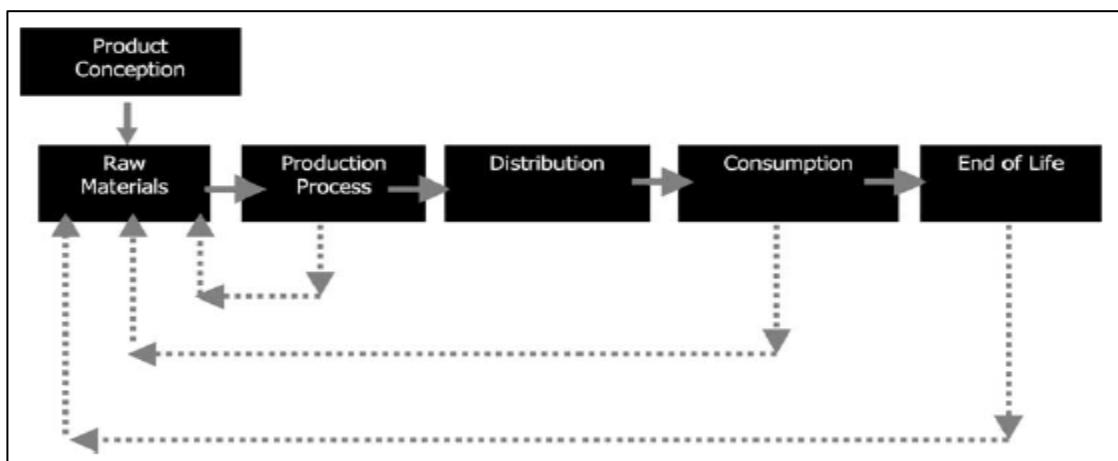 Product
Conception
Raw
Materials
Production
Process
Distribution
Consumption
End of Life